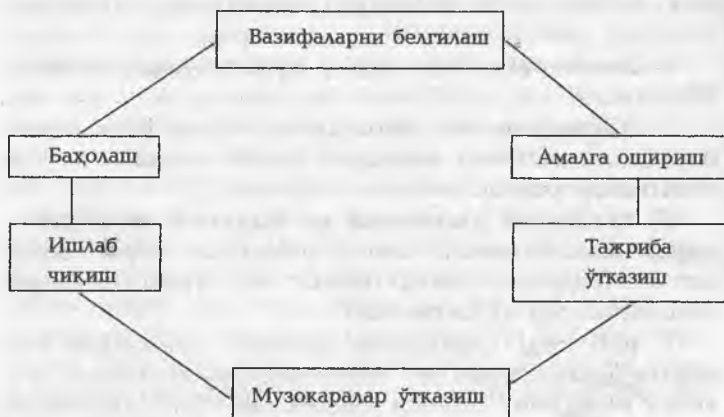 Вазифаларни белгилаш
Баҳолаш
Амалга ошириш
Ишлаб
чиқиш
Тажриба
ўтказиш
Музокаралар ўтказиш